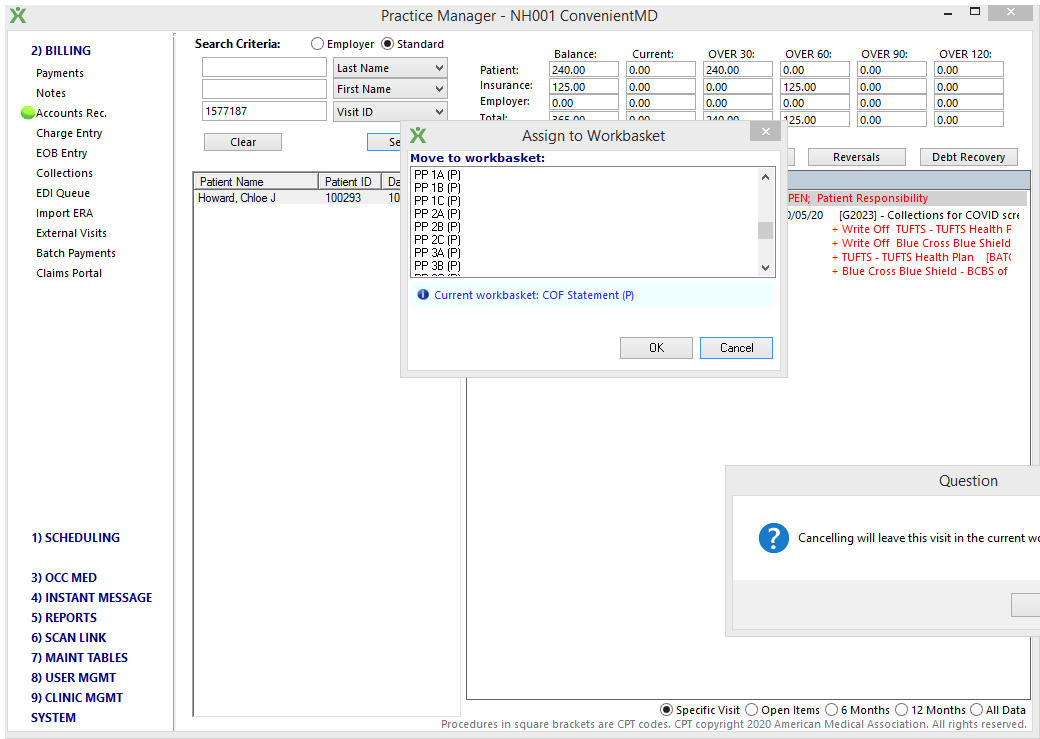 Practice Manager - NH001 ConvenientMD
2) BILLING
Payments
Notes
Accounts Rec.
Charge Entry
EOB Entry
Collections
EDI Queue
Import ERA
External Visits
Batch Payments
Claims Portal
1) SCHEDULING
3) OCC MED
4) INSTANT MESSAGE
5) REPORTS
6) SCAN LINK
7) MAINT TABLES
8) USER MGMT
9) CLINIC MGMT
SYSTEM
Search Criteria: Employer Standard
Last Name
First Name
1577187 Visit ID
Clear Se
Balance: Current: OVER 30: OVER 60: OVER 90: OVER 120:
Patient: 240.00 0.00 240.00 0.00 0.00 0.00
Insurance: 125.00 0.00 0.00 125.00 0.00 0.00
Employer: 0.00 0.00 0.00 0.00 0.00 0.00
Total: 365.00 0.00 240.00 125.00 0.00 0.00
Reversals Debt Recovery
Patient Name Patient ID Da
Howard, Chloe J 100293 10
PEN; Patient Responsibility
0/05/20 [G2023] - Collections for COVID scre
+ Write Off TUFTS - TUFTS Health P
+ Write Off Blue Cross Blue Shield
+ TUFTS - TUFTS Health Plan [BATC
+ Blue Cross Blue Shield - BCBS of
Assign to Workbasket
Move to workbasket:
PP 1A (P)
PP 1B (P)
PP 1C (P)
PP 2A (P)
PP 2B (P)
PP 2C (P)
PP 3A (P)
PP 3B (P)
Current workbasket: COF Statement (P)
OK Cancel
Question
Cancelling will leave this visit in the current wo
Specific Visit Open Items 6 Months 12 Months All Data
Procedures in square brackets are CPT codes. CPT copyright 2020 American Medical Association. All rights reserved.